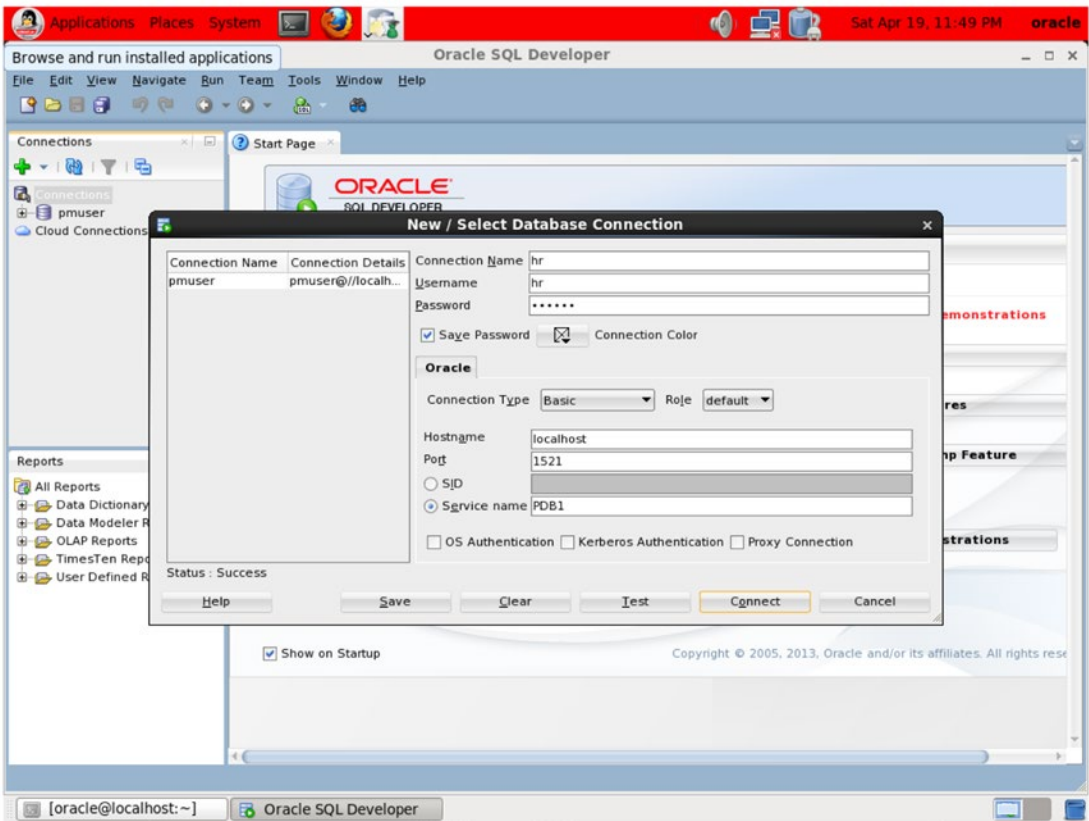 Applications Places System Sat Apr 19, 11:49 PM oracle
Browse and run installed applications
Oracle SQL Developer
File Edit View Navigate Run Team Tools Window Help
Connections
Start Page
Connections
pmuser
Cloud Connections
ORACLE
SQL DEVELOPER
New / Select Database Connection
Connection Name Connection Details
pmuser pmuser@//localh...
Connection Name hr
Username hr
Password ••••••
Save Password Connection Color
Oracle
Connection Type Basic Role default
Hostname localhost
Port 1521
SID
Service name PDB1
OS Authentication Kerberos Authentication Proxy Connection
Status : Success
Help Save Clear Test Connect Cancel
emonstrations
res
np Feature
strations
Reports
All Reports
Data Dictionary
Data Modeler R
OLAP Reports
TimesTen Repo
User Defined R
Show on Startup
Copyright © 2005, 2013, Oracle and/or its affiliates. All rights rese
[oracle@localhost:~] Oracle SQL Developer